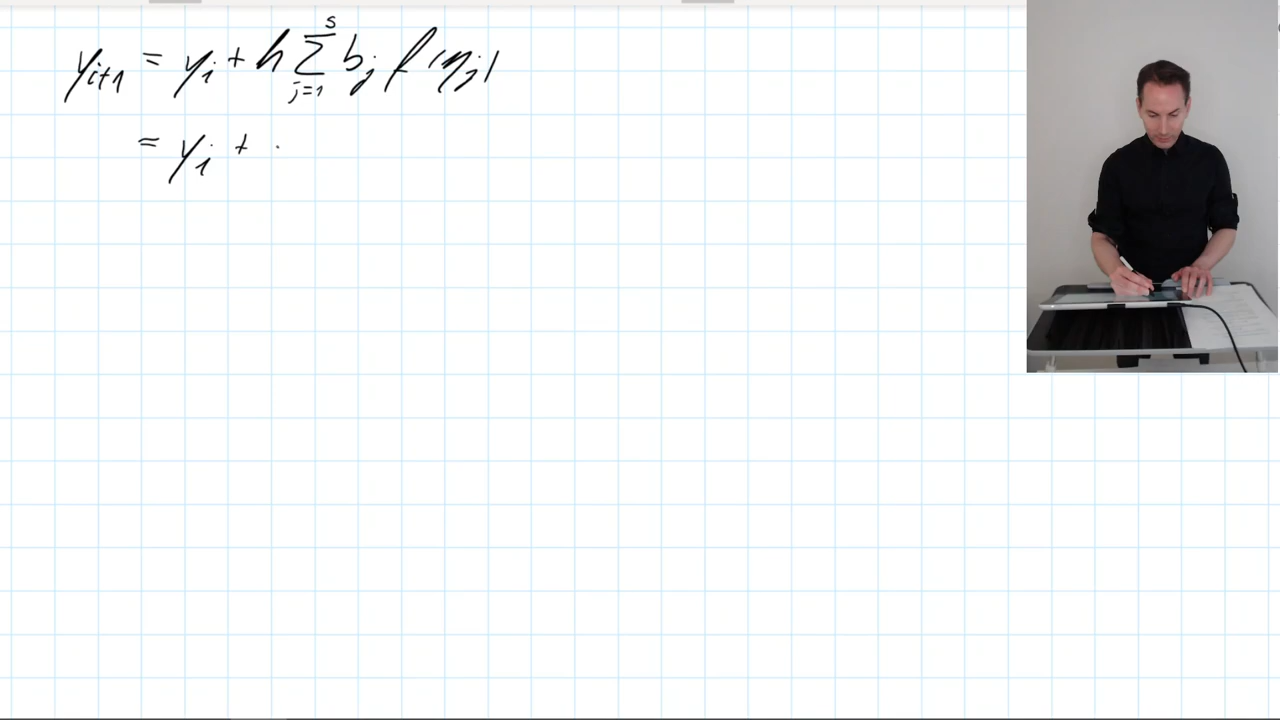 y_{i+1} = y_i + h \sum_{j=1}^{s} b_j f(η_j)
= y_i +